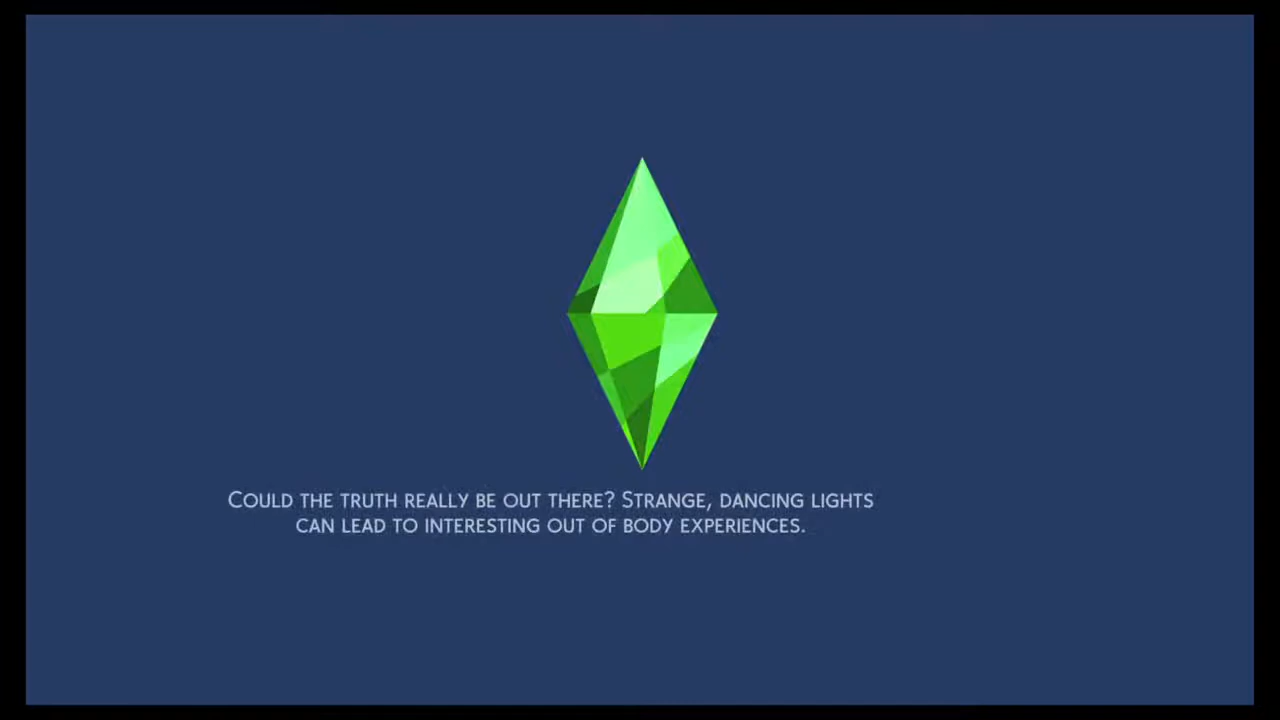 Could the truth really be out there? Strange, dancing lights
can lead to interesting out of body experiences.